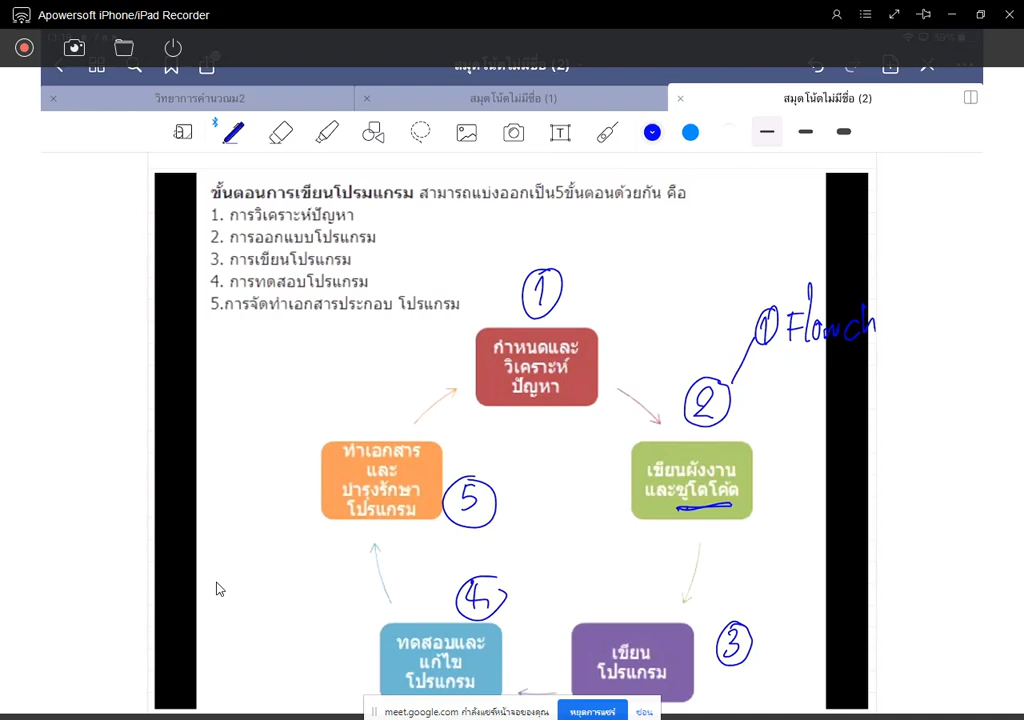 Apowersoft iPhone/iPad Recorder
39%
สมุดโน้ตไม่มีชื่อ (2)
วิทยาการคำนวณม2
สมุดโน้ตไม่มีชื่อ (1)
สมุดโน้ตไม่มีชื่อ (2)
ขั้นตอนการเขียนโปรมแกรม สามารถแบ่งออกเป็น5ขั้นตอนด้วยกัน คือ
1. การวิเคราะห์ปัญหา
2. การออกแบบโปรแกรม
3. การเขียนโปรแกรม
4. การทดสอบโปรแกรม
5.การจัดทำเอกสารประกอบ โปรแกรม
1
กำหนดและ
วิเคราะห์
ปัญหา
1 Flowch
2
เขียนผังงาน
และซูโดโค้ด
3
เขียน
โปรแกรม
4
ทดสอบและ
แก้ไข
โปรแกรม
5
ทำเอกสาร
และ
บำรุงรักษา
โปรแกรม
meet.google.com กำลังแชร์หน้าจอของคุณ
หยุดการแชร์
ซ่อน